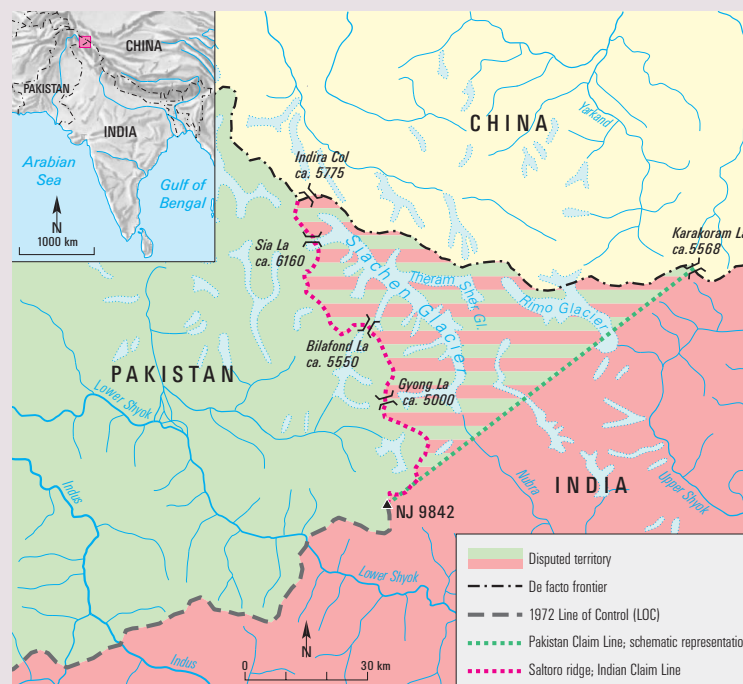 CHINA
PAKISTAN
INDIA
Arabian
Sea
Gulf of
Bengal
N
1000 km
CHINA
Yarkand
Indira Col
ca. 5775
Karakoram La
ca.5568
Sia La
ca. 6160
Siachen Glacier
Theram Sher Gl.
Rimo Glacier
Bilafond La
ca. 5550
PAKISTAN
Gyong La
ca. 5000
Lower Shyok
Indus
Nubra
INDIA
Upper Shyok
NJ 9842
Lower Shyok
Indus
N
0 30 km
Disputed territory
De facto frontier
1972 Line of Control (LOC)
Pakistan Claim Line; schematic representatio
Saltoro ridge; Indian Claim Line